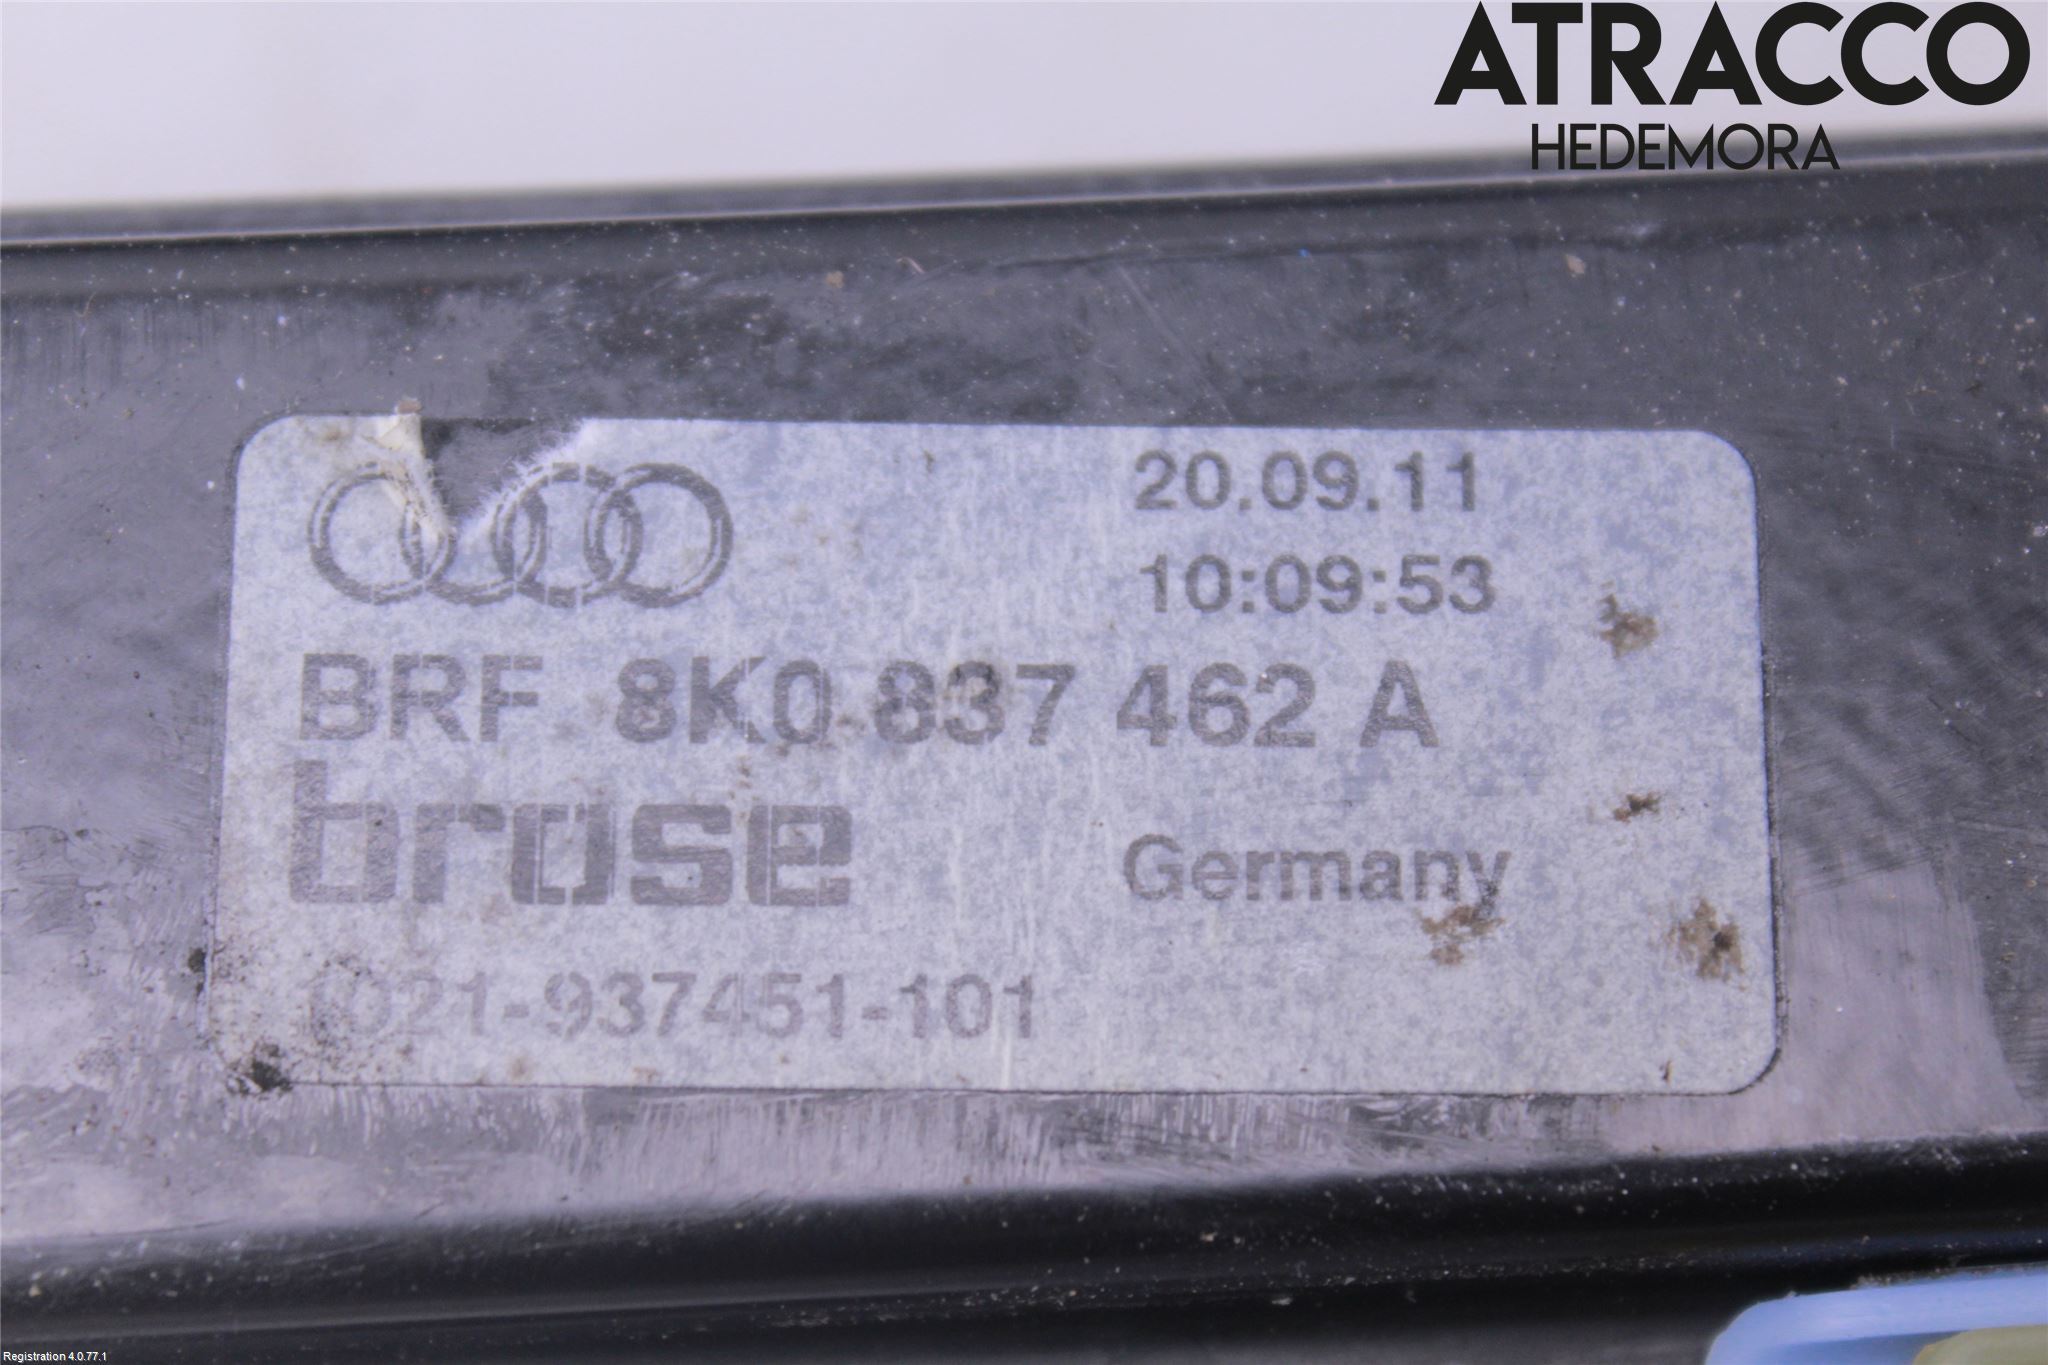 ATRACCO
HEDEMORA
20.09.11
10:09:53
BRF 8K0 837 462 A
brose
Germany
1021-937451-101
Registration 4.0.77.1